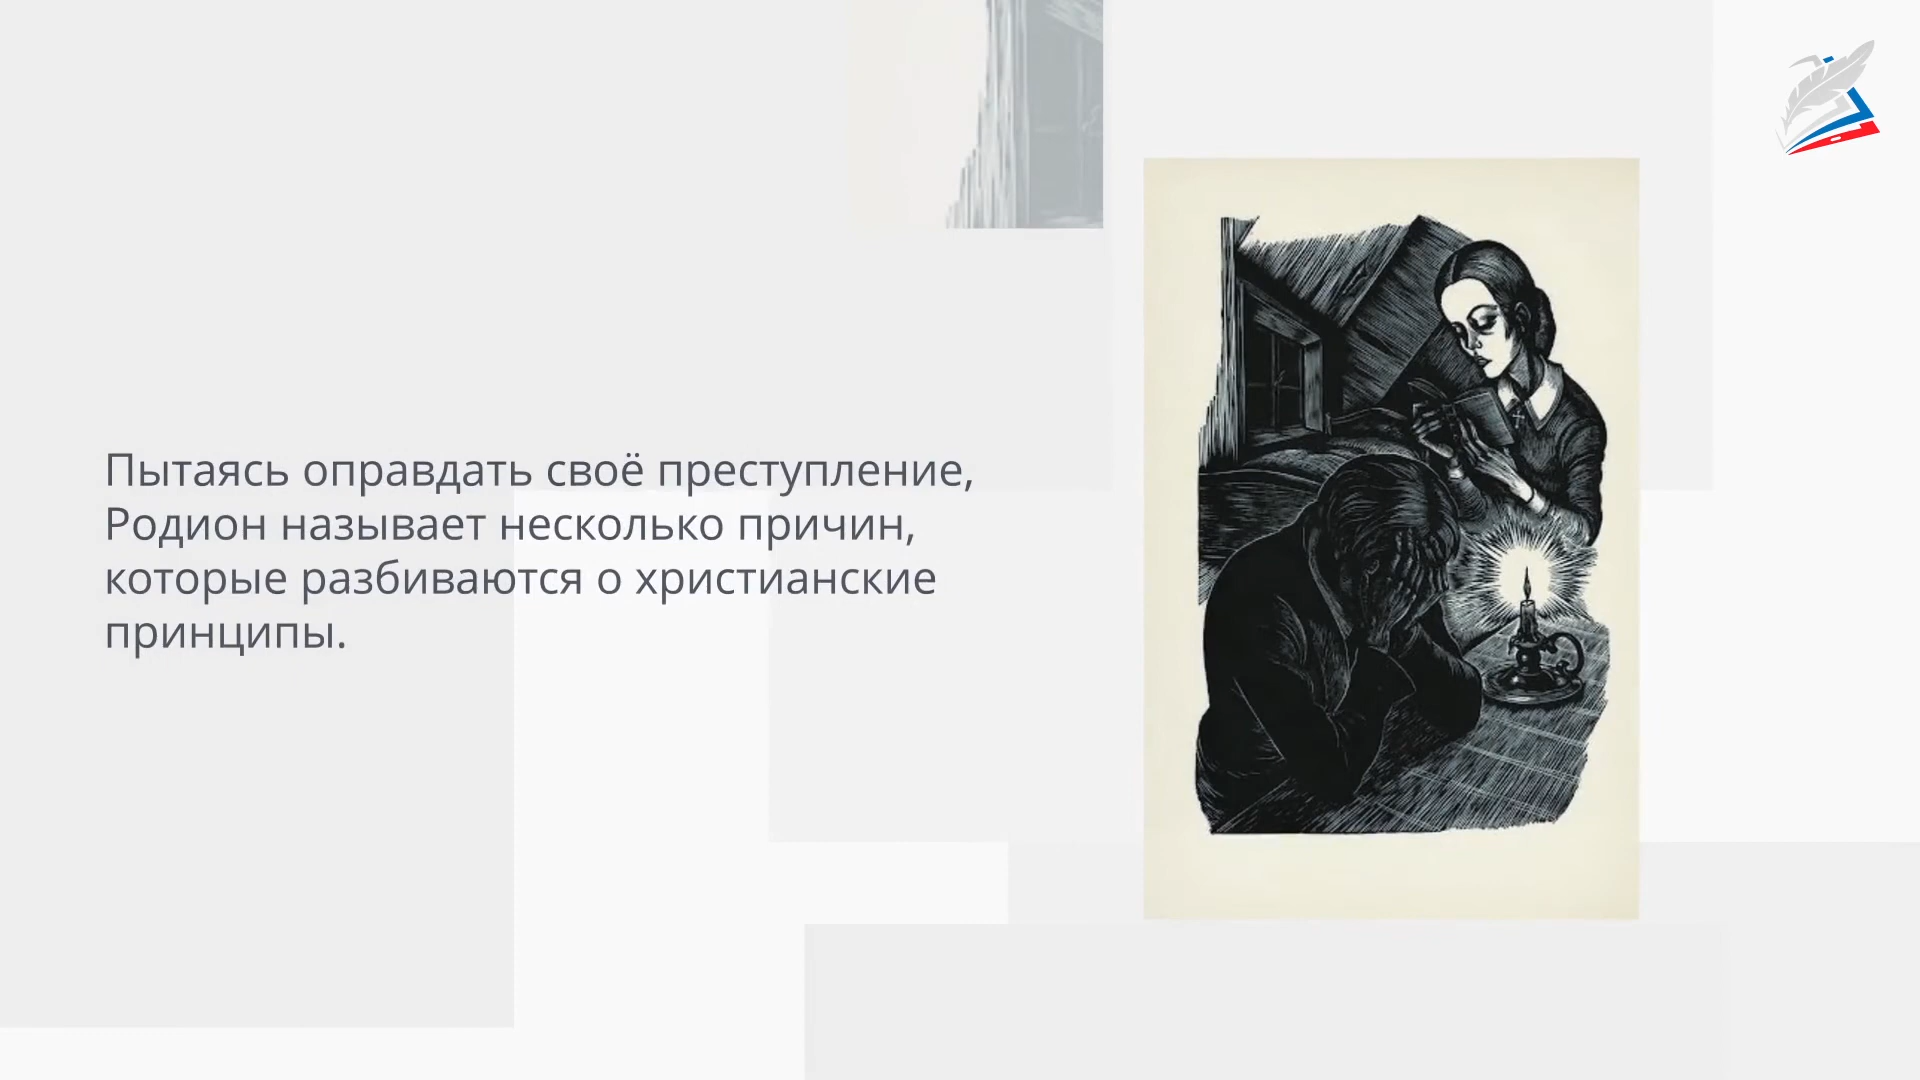 Пытаясь оправдать своё преступление,
Родион называет несколько причин,
которые разбиваются о христианские
принципы.